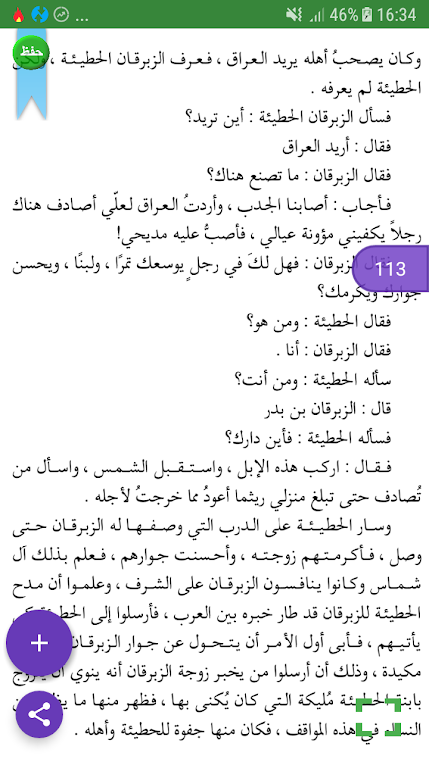 46% 16:34
حفظ
وكان يصحبُ أهله يريد العراق ، فعرف الزبرقان الحطيئة ، ولكن
الحطيئة لم يعرفه .
فسأل الزبرقان الحطيئة : أين تريد؟
فقال : أريد العراق
فقال الزبرقان : ما تصنع هناك؟
فأجاب : أصابنا الجدب ، وأردتُ العراق لعلّي أصادف هناك
رجلاً يكفيني مؤونة عيالي ، فأصبُّ عليه مديحي!
113
فقال الزبرقان : فهل لكَ في رجلٍ يوسعك تمرًا ، ولبنًا ، ويحسن
جوارك ويكرمك؟
فقال الحطيئة : ومن هو؟
فقال الزبرقان : أنا .
سأله الحطيئة : ومن أنت؟
قال : الزبرقان بن بدر
فسأله الحطيئة : فأين دارك؟
فقال : اركب هذه الإبل ، واستقبل الشمس ، واسأل من
تُصادف حتى تبلغ منزلي ريثما أعودُ مما خرجتُ لأجله .
وسار الحطيئة على الدرب التي وصفها له الزبرقان حتى
وصل ، فأكرمتهم زوجته ، وأحسنت جوارهم ، فعلم بذلك آل
شماس وكانوا ينافسون الزبرقان على الشرف ، وعلموا أن مدح
الحطيئة للزبرقان قد طار خبره بين العرب ، فأرسلوا إلى الحطيئة
يأتيهم ، فأبى أول الأمر أن يتحول عن جوار الزبرقان
مكيدة ، وذلك أن أرسلوا من يخبر زوجة الزبرقان أنه ينوي أن
بابنة الحطيئة مُليكة التي كان يُكنى بها ، فظهر منها ما
النساء في هذه المواقف ، فكان منها جفوة للحطيئة وأهله .